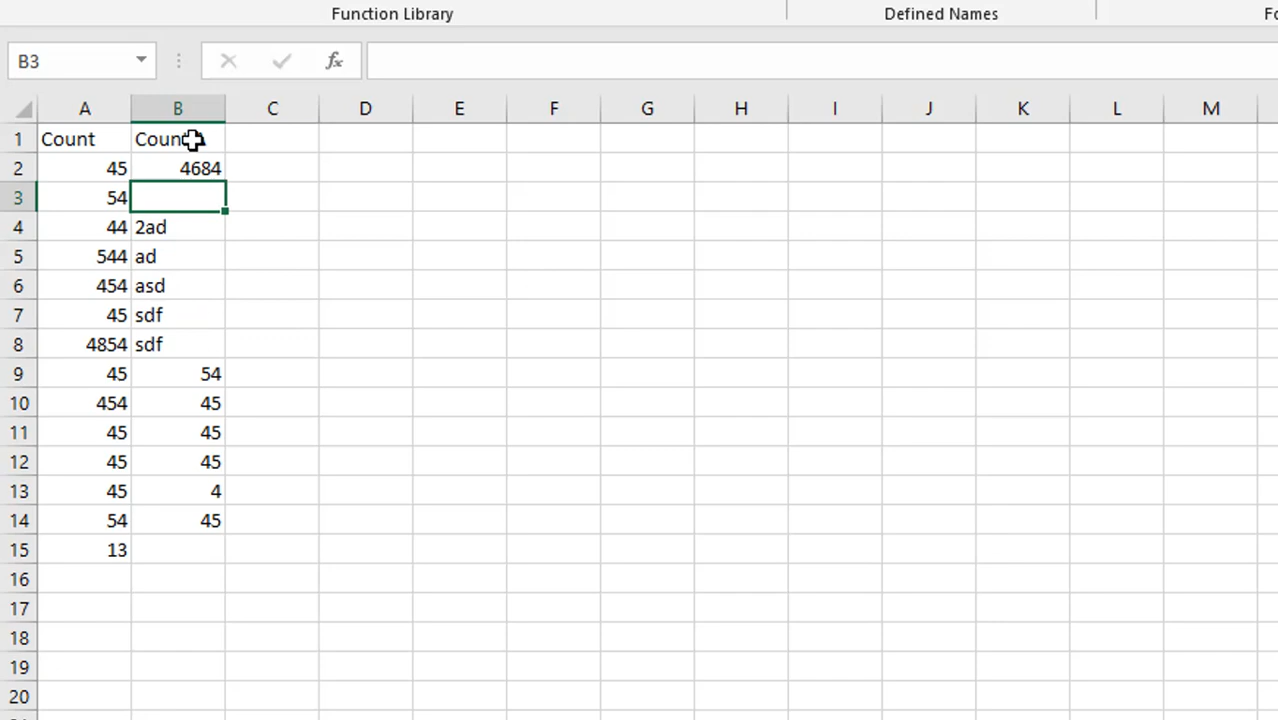 Function Library Defined Names
B3 fx
A B C D E F G H I J K L M
1 Count
2 45 4684
3 54
4 44 2ad
5 544 ad
6 454 asd
7 45 sdf
8 4854 sdf
9 45 54
10 454 45
11 45 45
12 45 45
13 45 4
14 54 45
15 13
16
17
18
19
20